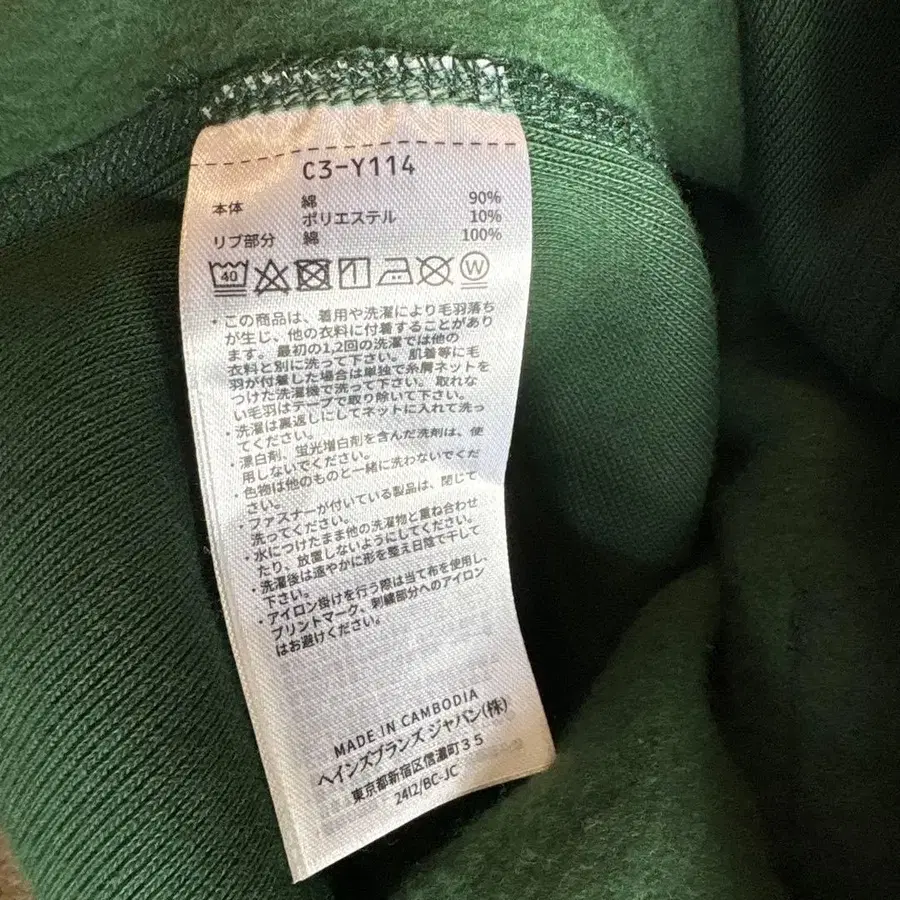 C3-Y114
本体 綿 90%
ポリエステル 10%
リブ部分 綿 100%
40 W
・この商品は、着用や洗濯により毛羽落ち
が生じ、他の衣料に付着することがあり
ます。最初の1,2回の洗濯では他の
衣料と別に洗って下さい。肌着等に毛
羽が付着した場合は単独で糸屑ネットを
つけた洗濯機で洗って下さい。取れな
い毛羽はテープで取り除いて下さい。
・洗濯は裏返しにしてネットに入れて洗っ
てください。
・漂白剤、蛍光増白剤を含んだ洗剤は、使
用しないでください。
・色物は他のものと一緒に洗わないでくだ
さい。
・ファスナーが付いている製品は、閉じて
洗ってください。
・水につけたまま他の洗濯物と重ね合わせ
たり、放置しないようにしてください。
・洗濯後は速やかに形を整え日陰で干して
下さい。
・アイロン掛けを行う際は当て布を使用し、
プリントマーク、刺繍部分へのアイロン
はお避けください。
MADE IN CAMBODIA
ヘインズブランズ ジャパン(株)
東京都新宿区信濃町35
2412/BC-JC